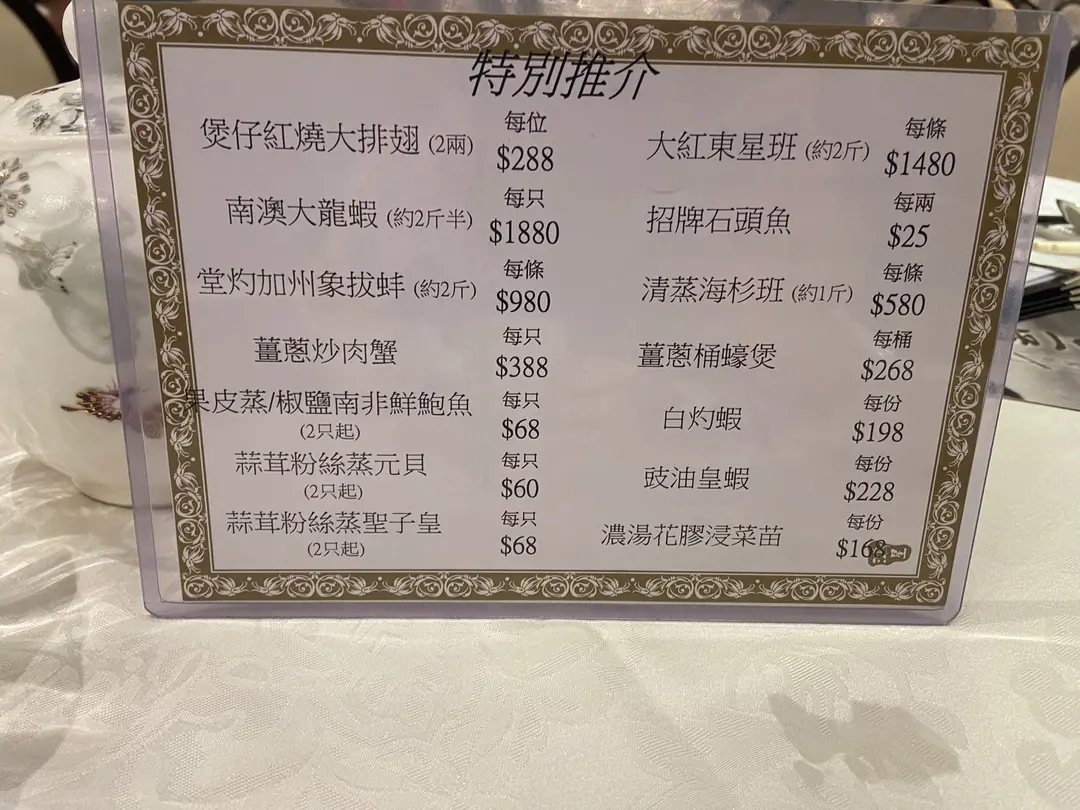 特別推介
煲仔紅燒大排翅 (2兩) 每位 $288
南澳大龍蝦 (約2斤半) 每只 $1880
堂灼加州象拔蚌 (約2斤) 每條 $980
薑蔥炒肉蟹 每只 $388
果皮蒸/椒鹽南非鮮鮑魚 每只 $68
(2只起)
蒜茸粉絲蒸元貝 每只 $60
(2只起)
蒜茸粉絲蒸聖子皇 每只 $68
(2只起)
大紅東星班 (約2斤) 每條 $1480
招牌石頭魚 每兩 $25
清蒸海杉班 (約1斤) 每條 $580
薑蔥桶蠔煲 每桶 $268
白灼蝦 每份 $198
豉油皇蝦 每份 $228
濃湯花膠浸菜苗 每份 $168